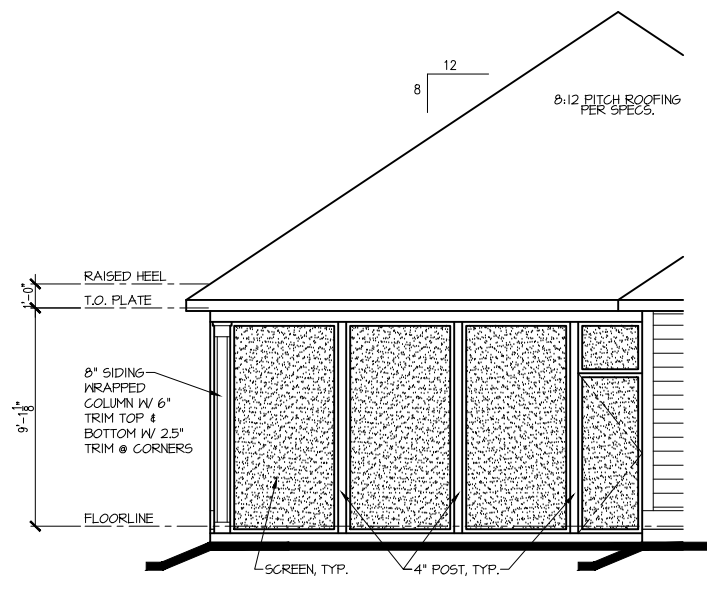 12
8
8:12 PITCH ROOFING
PER SPECS.
RAISED HEEL
1'-0"
T.O. PLATE
8" SIDING
WRAPPED
COLUMN W/ 6"
TRIM TOP &
BOTTOM W/ 2.5"
TRIM @ CORNERS
9'-1 1/8"
FLOORLINE
SCREEN, TYP.
4" POST, TYP.